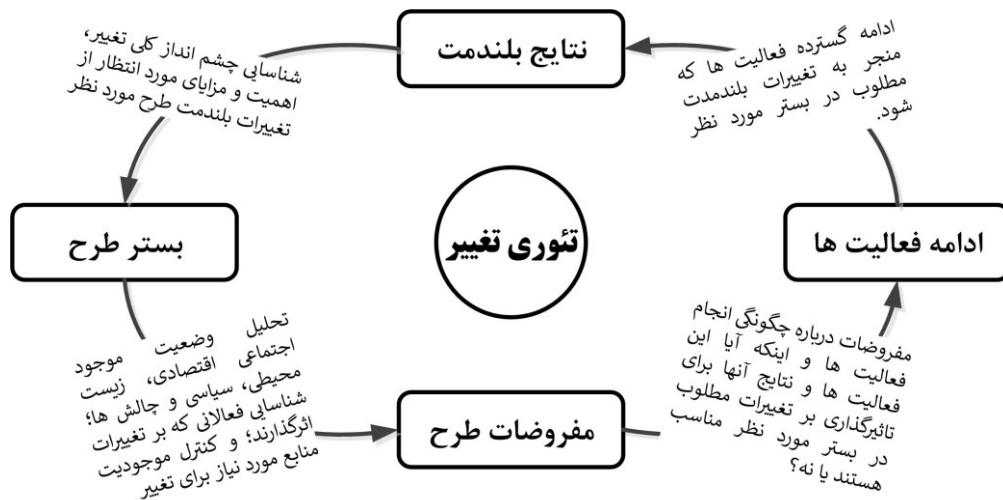 نتایج بلندمت
شناسایی چشم انداز کلی تغییر،
اهمیت و مزایای مورد انتظار از
تغییرات بلندمت طرح مورد نظر
بستر طرح
تحلیل وضعیت موجود
اجتماعی اقتصادی، زیست
محیطی، سیاسی و چالش ها؛
شناسایی فعالانی که بر تغییرات
اثرگذارند؛ و کنترل موجودیت
منابع مورد نیاز برای تغییر
مفروضات طرح
مفروضات درباره چگونگی انجام
فعالیت ها و اینکه آیا این
فعالیت ها و نتایج آنها برای
تاثیرگذاری بر تغییرات مطلوب
در بستر مورد نظر مناسب
هستند یا نه؟
ادامه فعالیت ها
ادامه گسترده فعالیت ها که
منجر به تغییرات بلندمدت
مطلوب در بستر مورد نظر
شود.
تئوری تغییر